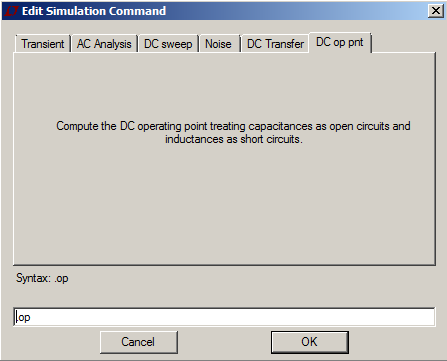 Edit Simulation Command
Transient AC Analysis DC sweep Noise DC Transfer DC op pnt
Compute the DC operating point treating capacitances as open circuits and
inductances as short circuits.
Syntax: .op
.op
Cancel OK